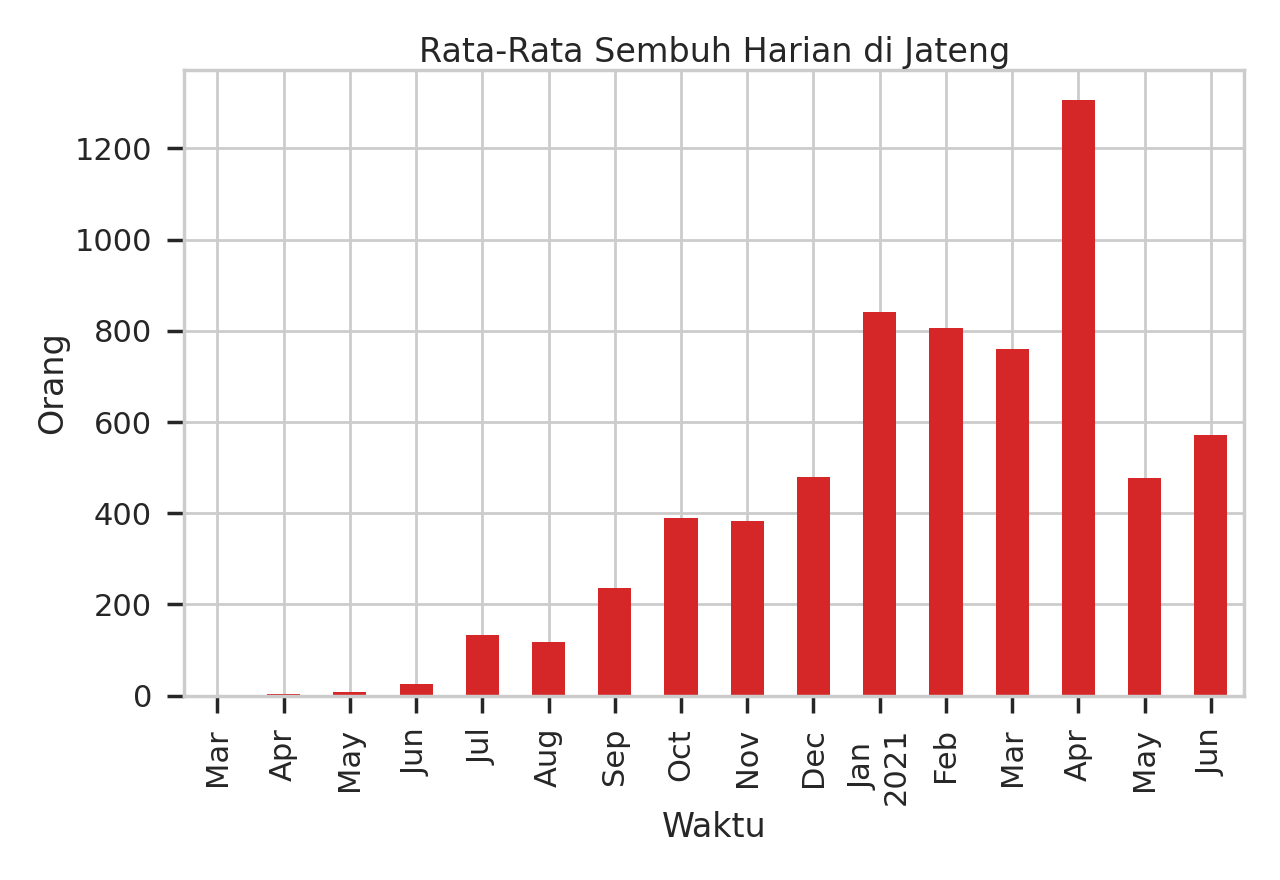 Rata-Rata Sembuh Harian di Jateng
Orang
1200
1000
800
600
400
200
0
Mar
Apr
May
Jun
Jul
Aug
Sep
Oct
Nov
Dec
Jan
2021
Feb
Mar
Apr
May
Jun
Waktu